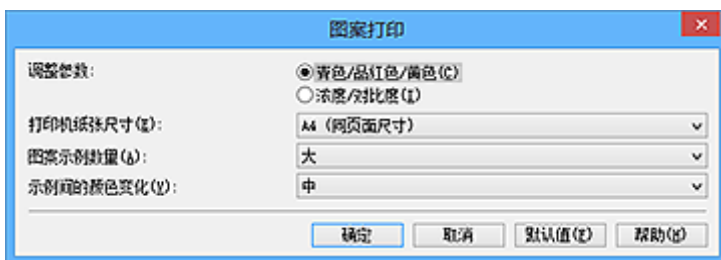 图案打印
调整参数:
青色/品红色/黄色(C)
浓度/对比度(I)
打印机纸张尺寸(E): A4 (同页面尺寸)
图案示例数量(A): 大
示例间的颜色变化(V): 中
确定 取消 默认值(F) 帮助(H)